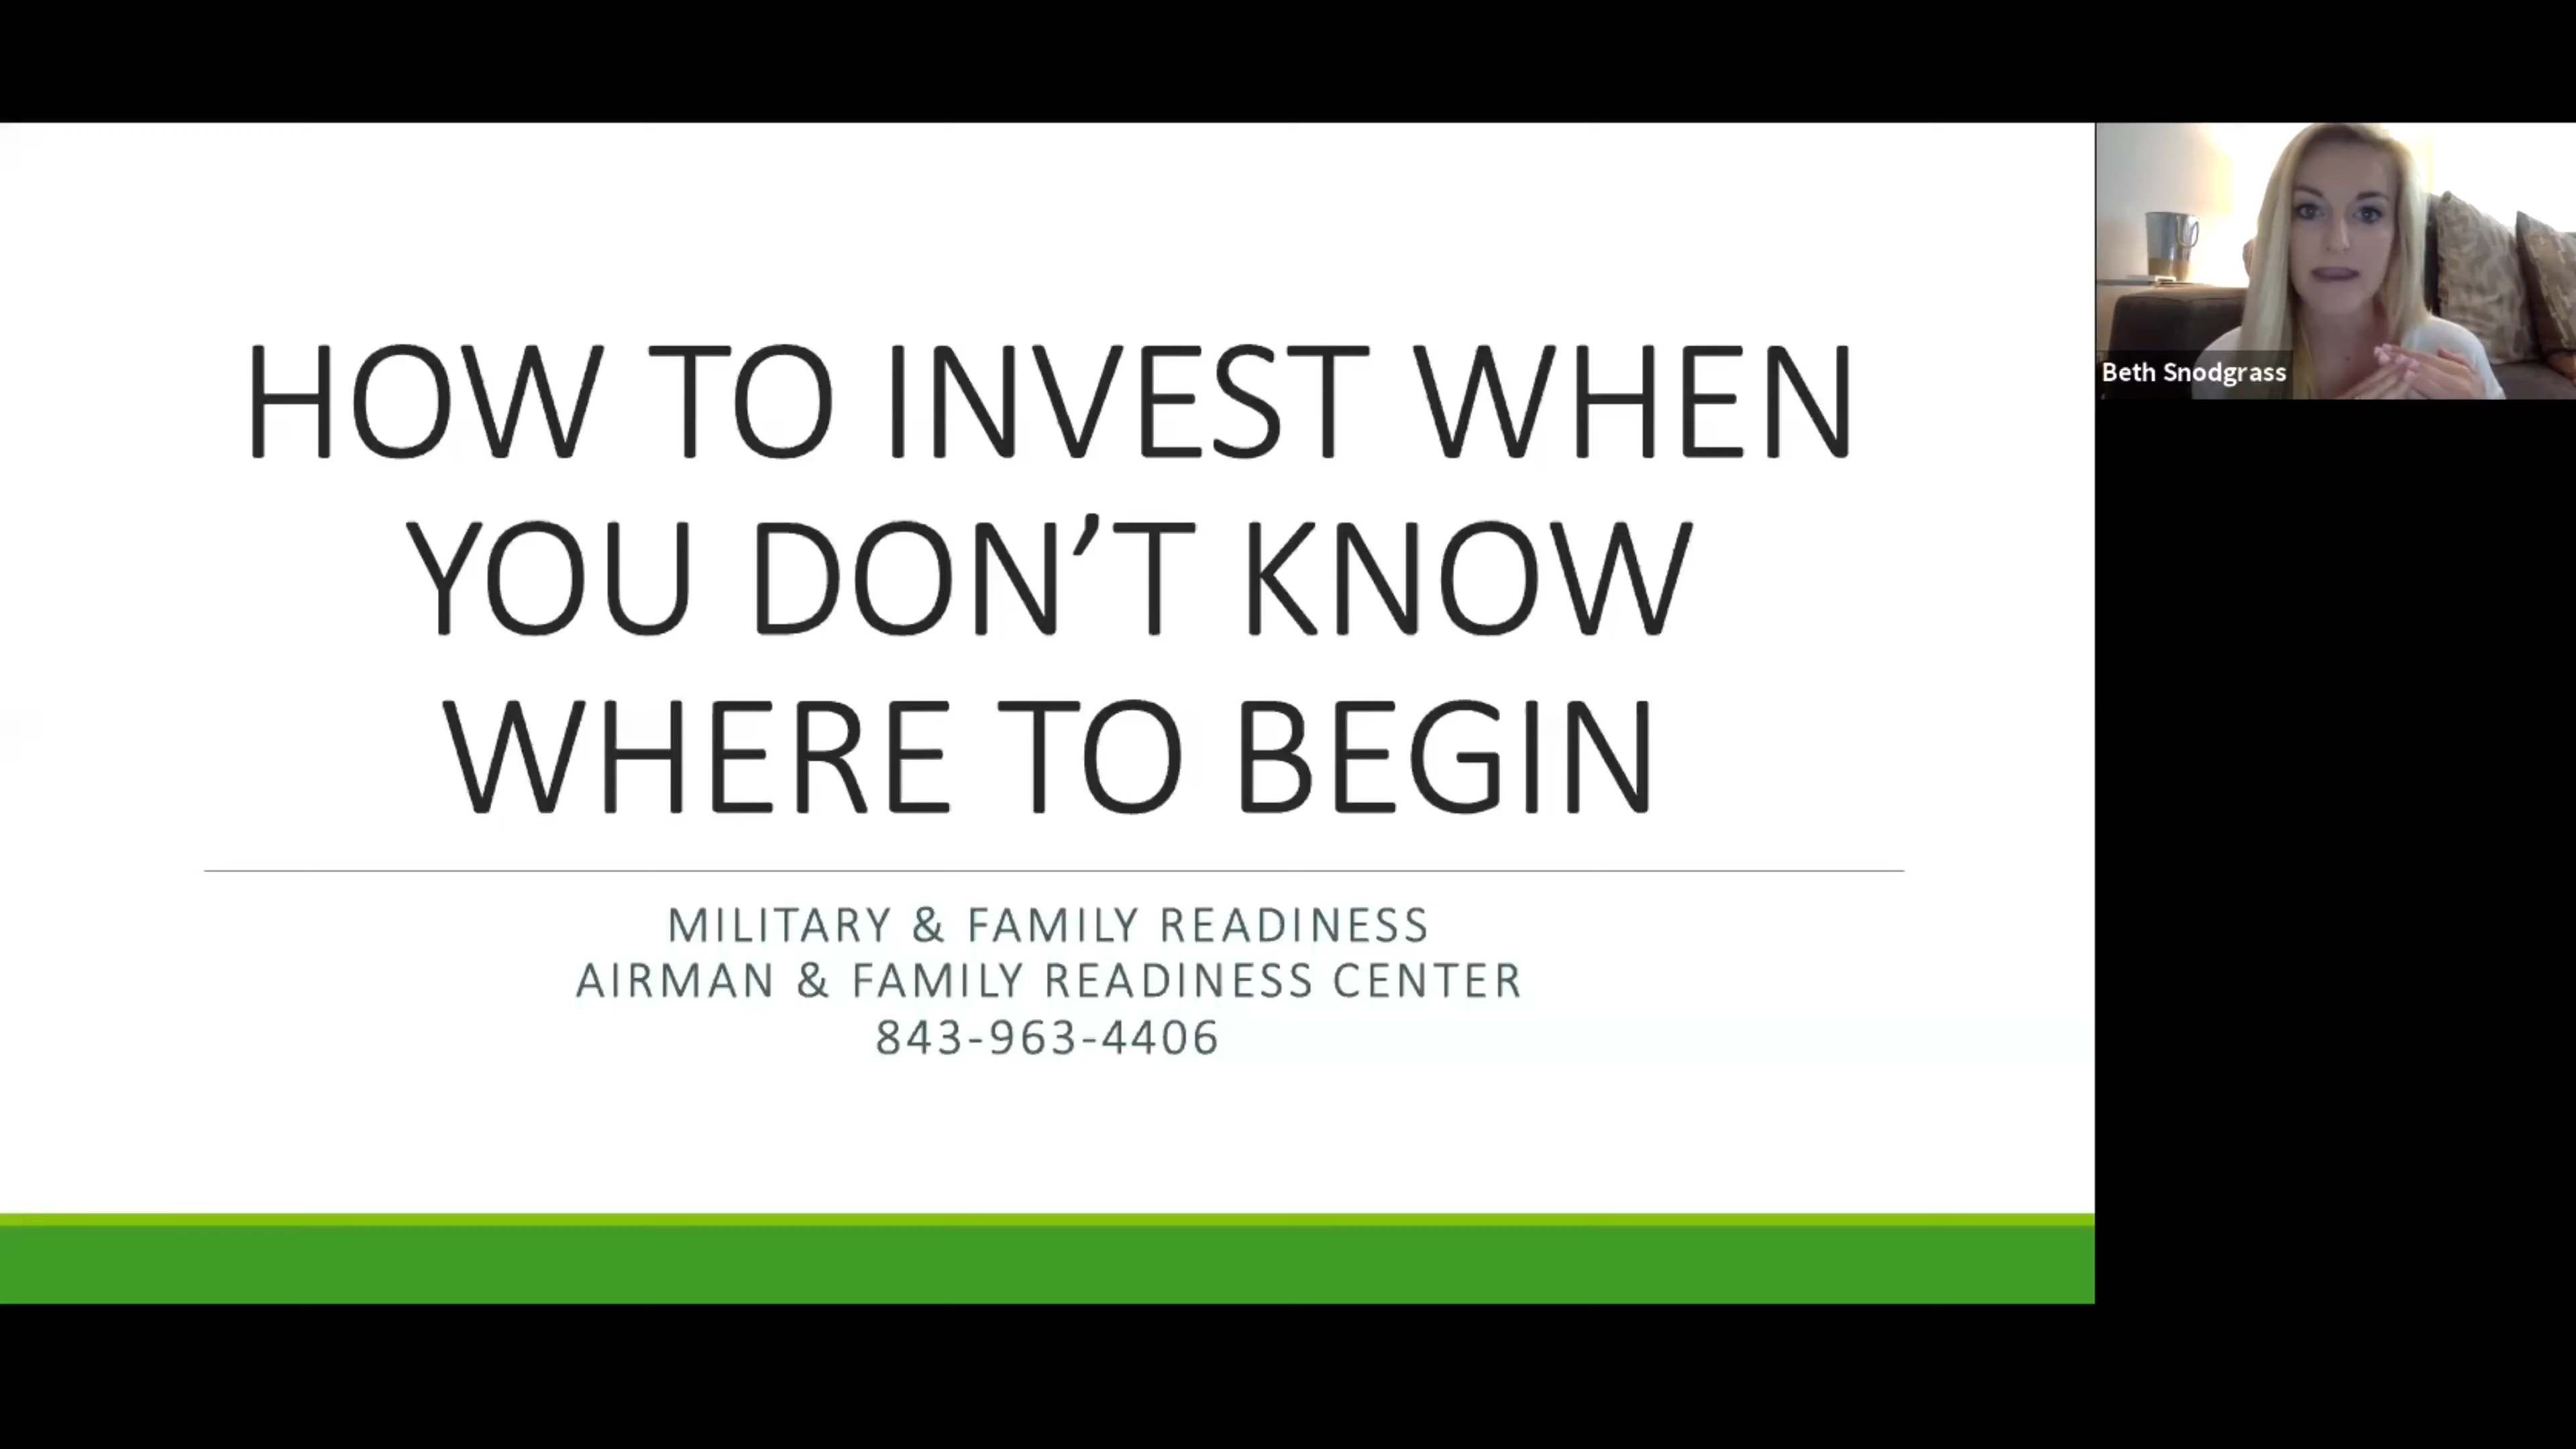 HOW TO INVEST WHEN
YOU DON’T KNOW
WHERE TO BEGIN
MILITARY & FAMILY READINESS
AIRMAN & FAMILY READINESS CENTER
843-963-4406
Beth Snodgrass